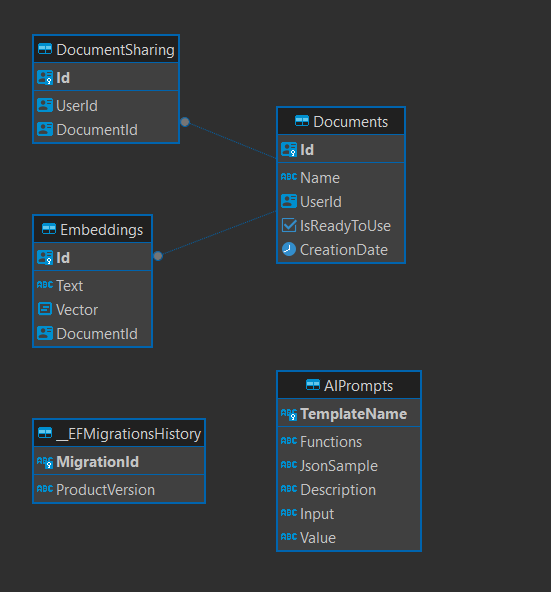 DocumentSharing
Id
UserId
DocumentId
Documents
Id
Name
UserId
IsReadyToUse
CreationDate
Embeddings
Id
ABC Text
Vector
DocumentId
AIPrompts
TemplateName
Functions
JsonSample
Description
Input
Value
__EFMigrationsHistory
MigrationId
ProductVersion